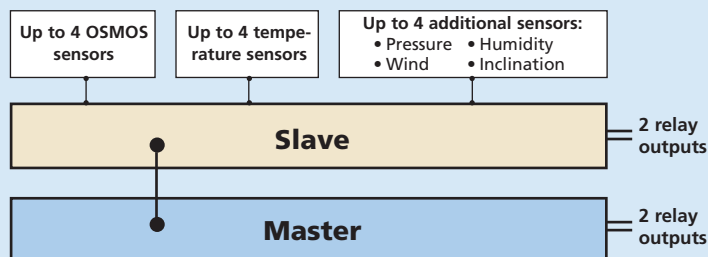 Up to 4 OSMOS
sensors
Up to 4 tempe-
rature sensors
Up to 4 additional sensors:
• Pressure • Humidity
• Wind • Inclination
Slave
2 relay
outputs
Master
2 relay
outputs